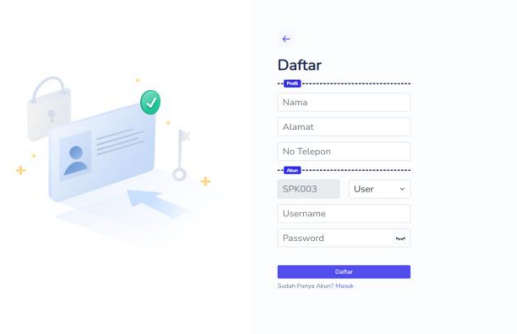 Daftar
Profil
Nama
Alamat
No Telepon
Akun
SPK003 User
Username
Password
Daftar
Sudah Punya Akun? Masuk